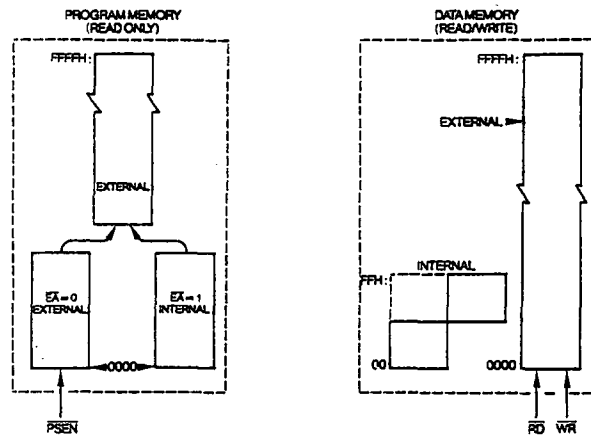 PROGRAM MEMORY
(READ ONLY)
FFFFH:
EXTERNAL
EA = 0
EXTERNAL
EA = 1
INTERNAL
0000
PSEN
DATA MEMORY
(READ/WRITE)
FFFFH:
EXTERNAL
INTERNAL
FFH:
00
0000
RD WR